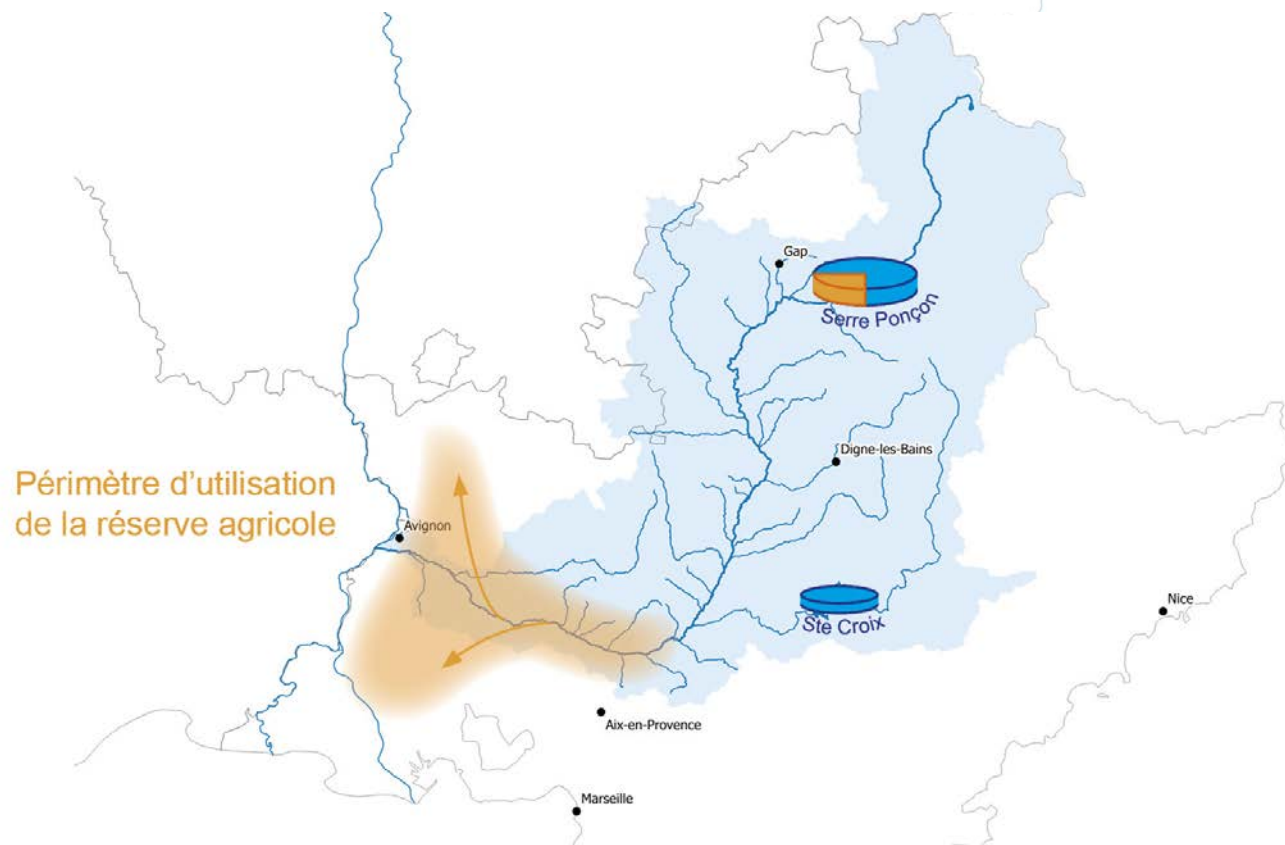 Gap
Serre Ponçon
Digne-les-Bains
Périmètre d'utilisation
de la réserve agricole
Avignon
Ste Croix
Nice
Aix-en-Provence
Marseille